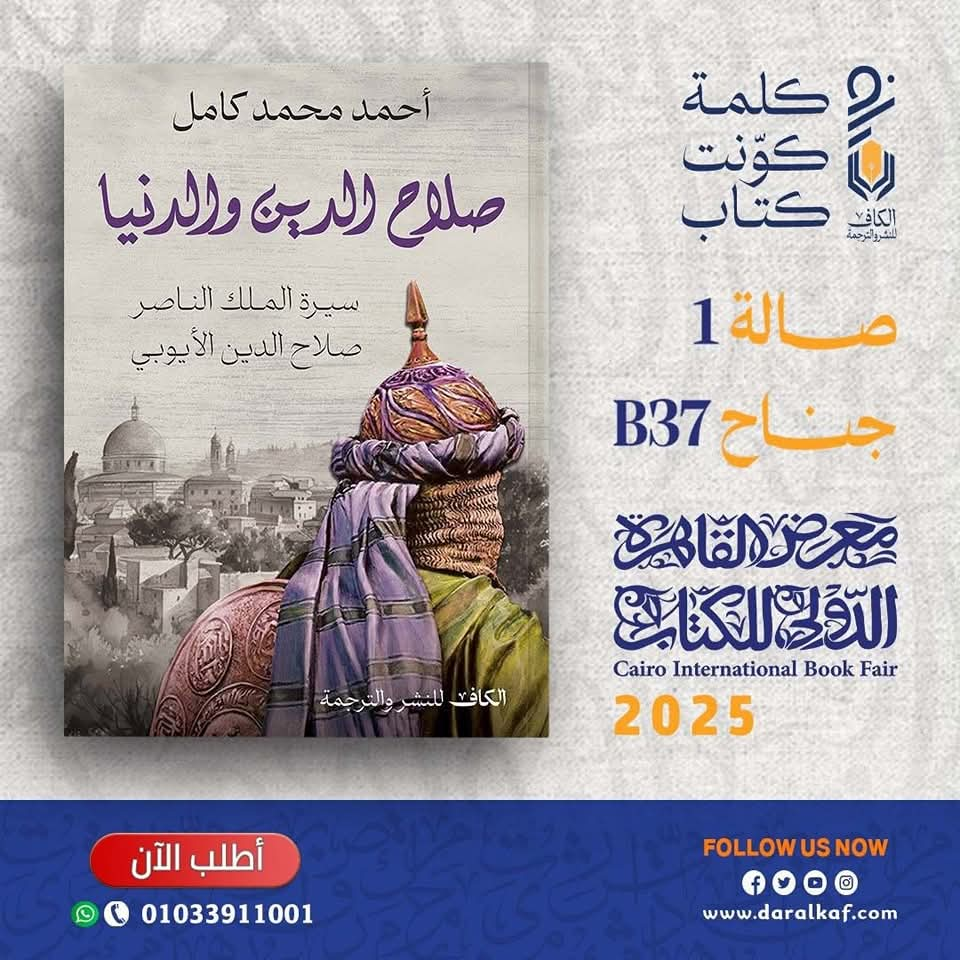 أحمد محمد كامل
صلاح الدين والدنيا
سيرة الملك الناصر
صلاح الدين الأيوبي
الكاف للنشر والترجمة
كلمة
كوّنت
كتاب
الكاف
للنشر والترجمة
صالة 1
جناح B37
معرض القاهرة
الدولي للكتاب
Cairo International Book Fair
2025
أطلب الآن
01033911001
FOLLOW US NOW
www.daralkaf.com